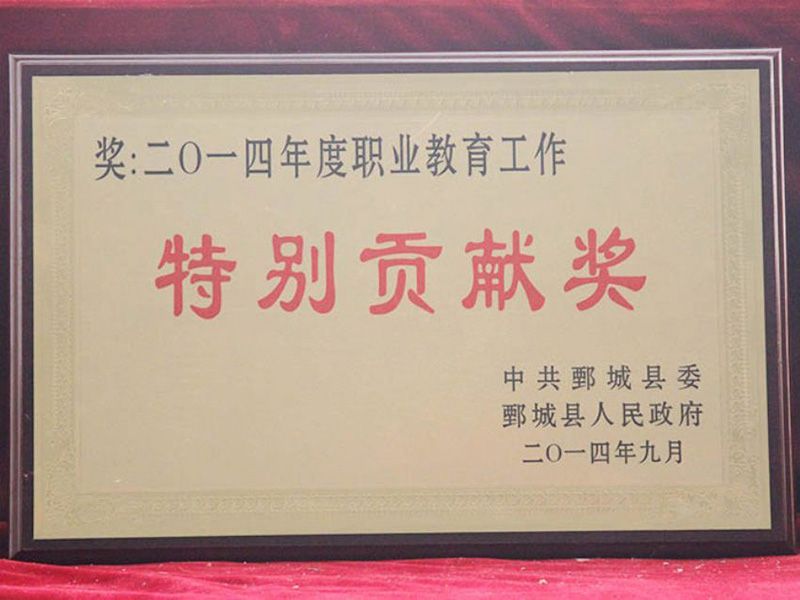 奖:二〇一四年度职业教育工作
特别贡献奖
中共鄄城县委
鄄城县人民政府
二〇一四年九月